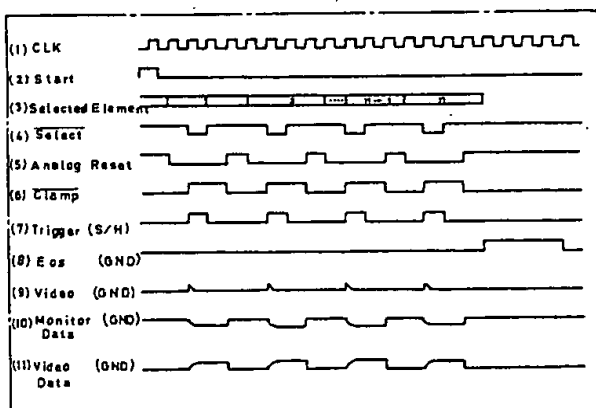 (1) CLK
(2) Start
(3) Selected Element
n-1 n
(4) Select
(5) Analog Reset
(6) Clamp
(7) Trigger (S/H)
(8) Eos (GND)
(9) Video (GND)
(10) Monitor (GND)
Data
(11) Video (GND)
Data